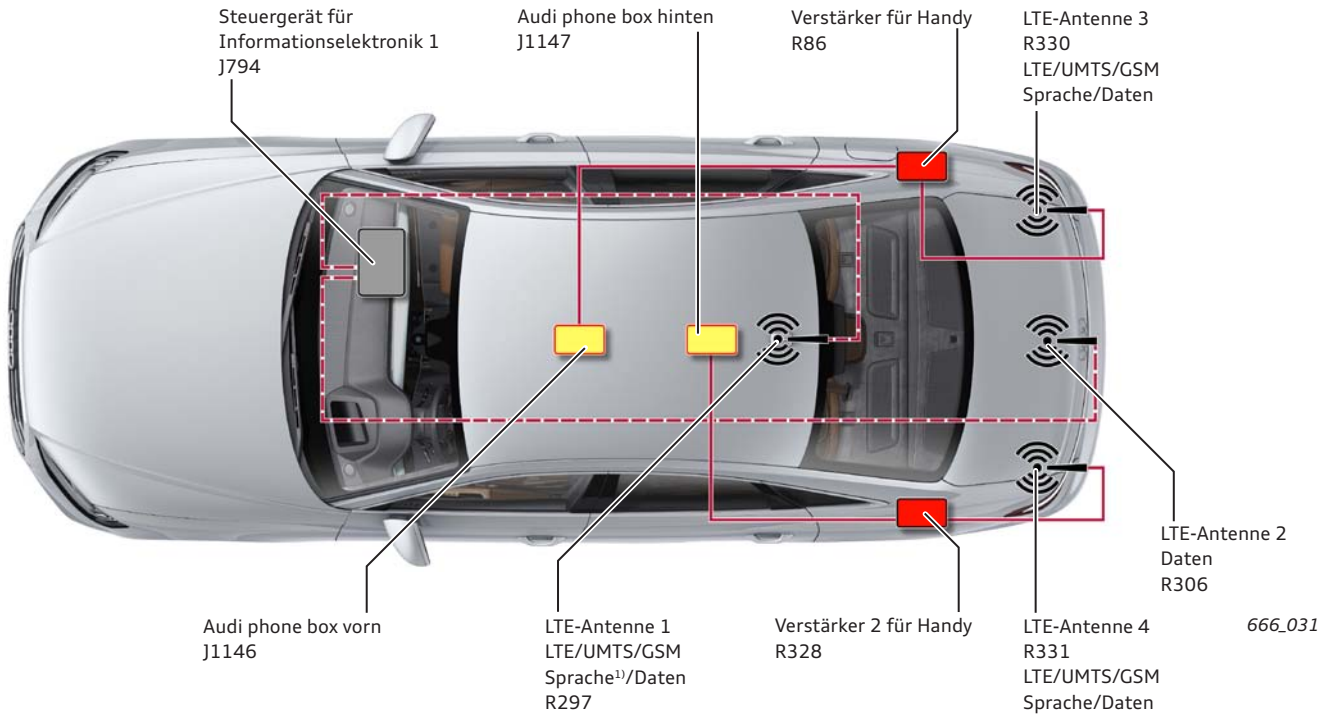 Steuergerät für
Informationselektronik 1
J794
Audi phone box hinten
J1147
Verstärker für Handy
R86
LTE-Antenne 3
R330
LTE/UMTS/GSM
Sprache/Daten
LTE-Antenne 2
Daten
R306
Audi phone box vorn
J1146
LTE-Antenne 1
LTE/UMTS/GSM
Sprache¹⁾/Daten
R297
Verstärker 2 für Handy
R328
LTE-Antenne 4
R331
LTE/UMTS/GSM
Sprache/Daten
666_031